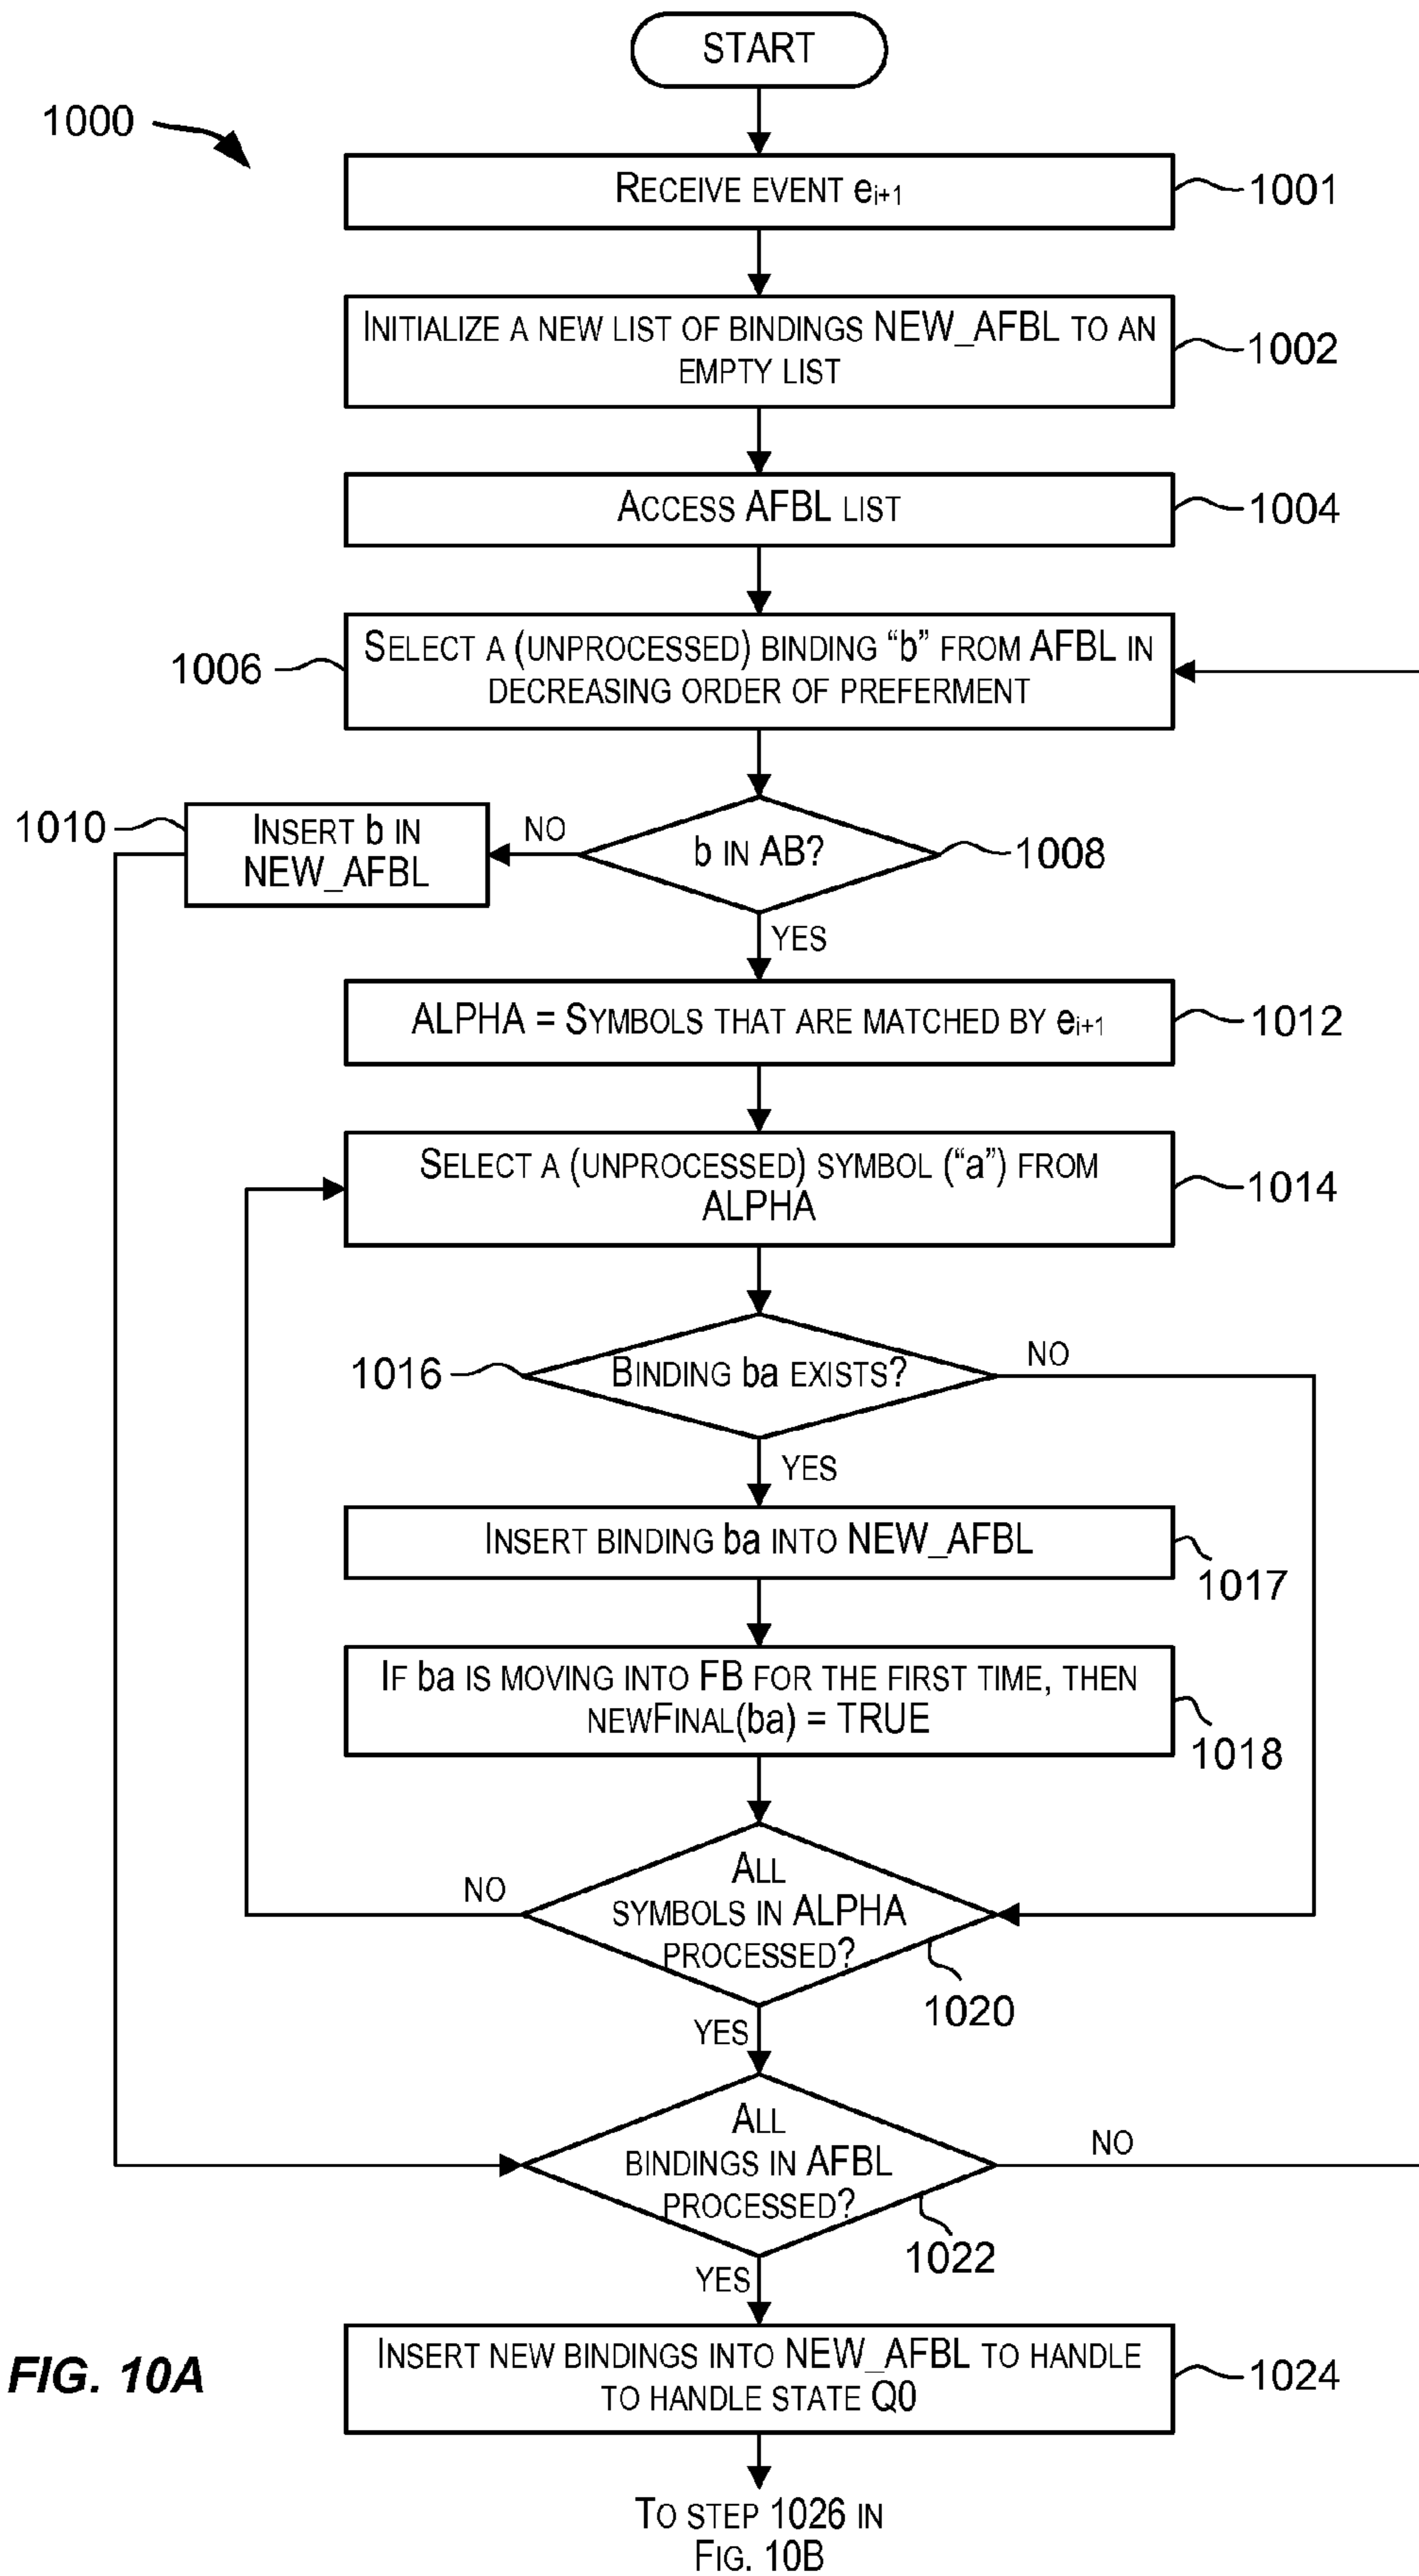 START
1000
RECEIVE EVENT ei+1
1001
INITIALIZE A NEW LIST OF BINDINGS NEW_AFBL TO AN
EMPTY LIST
1002
ACCESS AFBL LIST
1004
1006
SELECT A (UNPROCESSED) BINDING “b” FROM AFBL IN
DECREASING ORDER OF PREFERMENT
1010
INSERT b IN
NEW_AFBL
NO
b IN AB?
1008
YES
ALPHA = SYMBOLS THAT ARE MATCHED BY ei+1
1012
SELECT A (UNPROCESSED) SYMBOL (“a”) FROM
ALPHA
1014
1016
BINDING ba EXISTS?
NO
YES
INSERT BINDING ba INTO NEW_AFBL
1017
IF ba IS MOVING INTO FB FOR THE FIRST TIME, THEN
NEWFINAL(ba) = TRUE
1018
NO
ALL
SYMBOLS IN ALPHA
PROCESSED?
1020
YES
ALL
BINDINGS IN AFBL
PROCESSED?
NO
1022
YES
INSERT NEW BINDINGS INTO NEW_AFBL TO HANDLE
TO HANDLE STATE Q0
1024
FIG. 10A
TO STEP 1026 IN
FIG. 10B